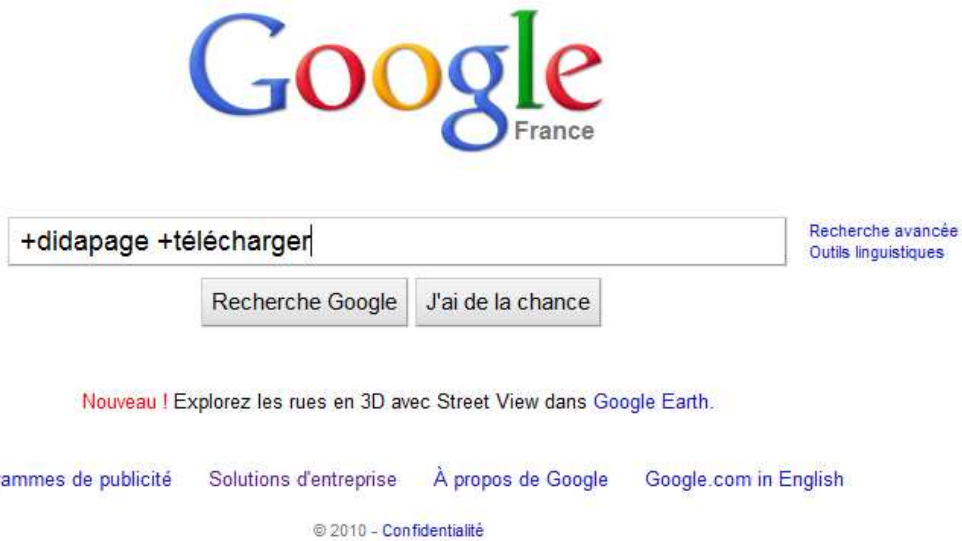 Google
France
+didapage +télécharger
Recherche avancée
Outils linguistiques
Recherche Google J'ai de la chance
Nouveau ! Explorez les rues en 3D avec Street View dans Google Earth.
ammes de publicité Solutions d'entreprise À propos de Google Google.com in English
© 2010 - Confidentialité